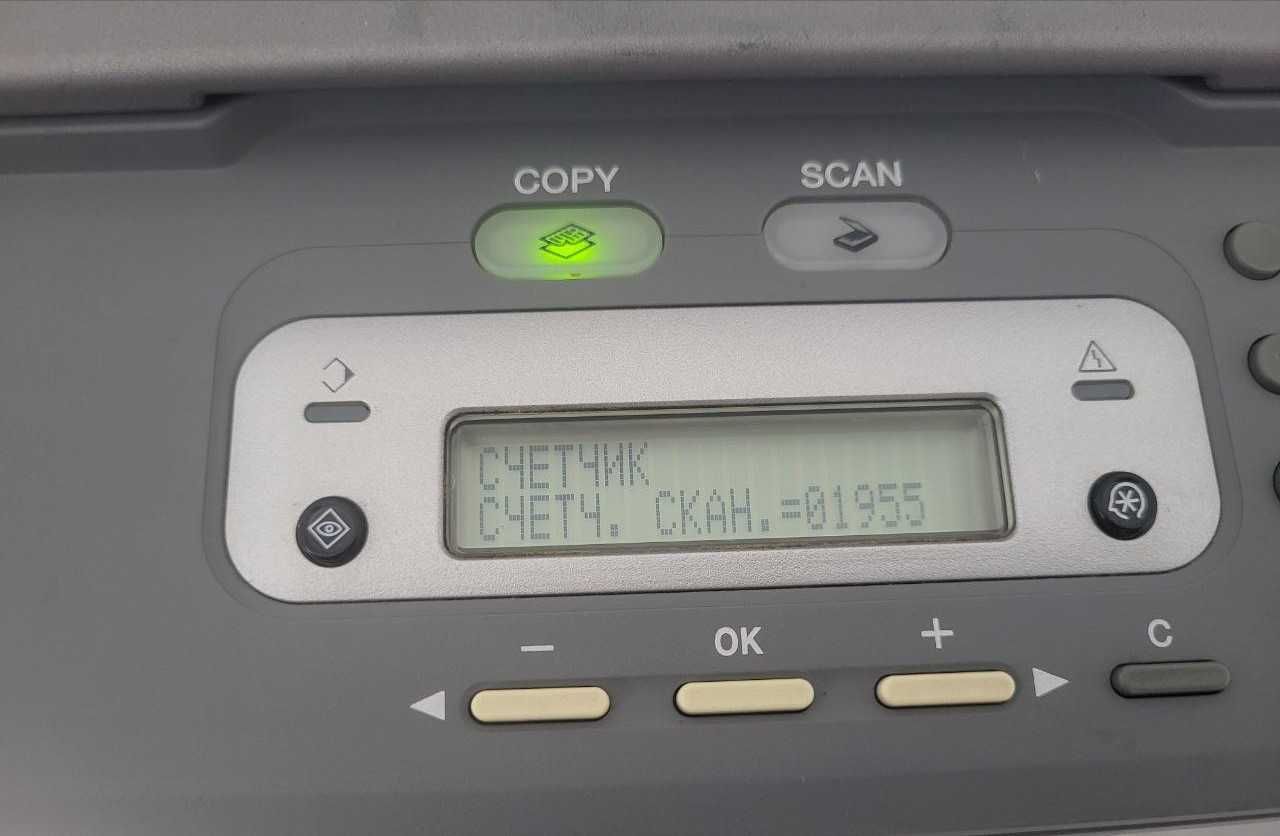 COPY SCAN
СЧЕТЧИК
СЧЕТЧ. СКАН.=01955
− OK + C